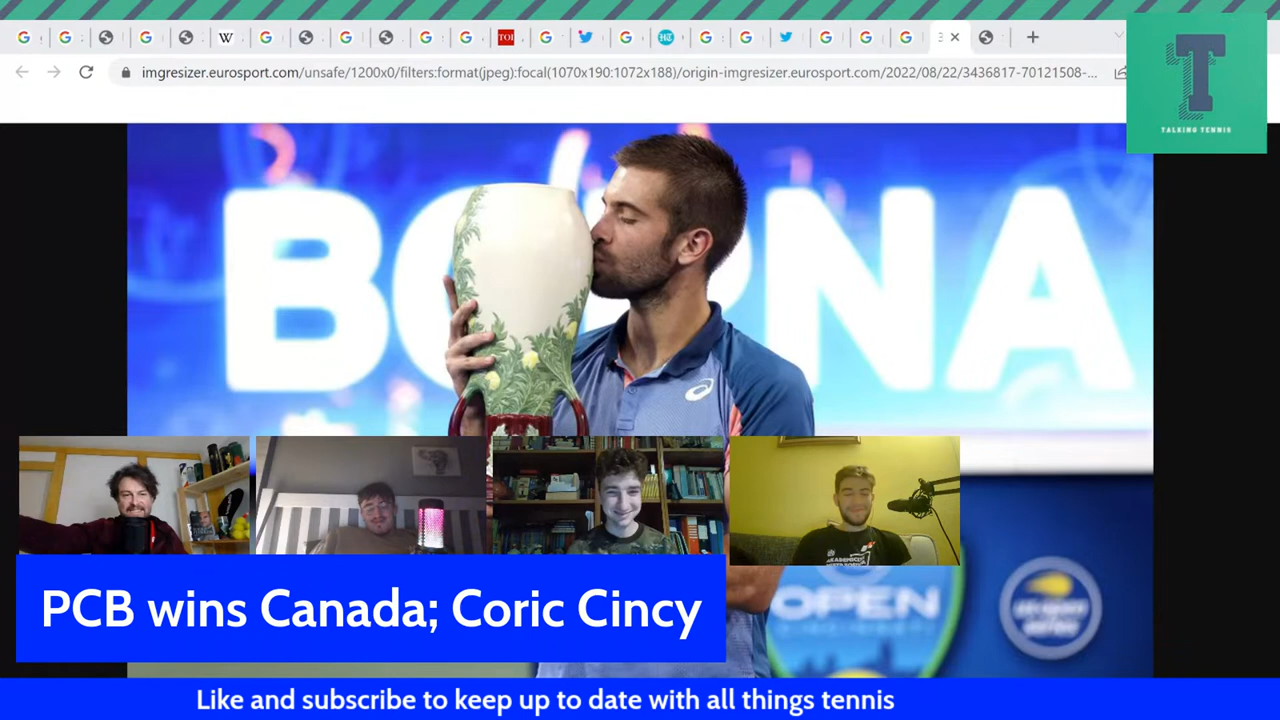 imgresizer.eurosport.com/unsafe/1200x0/filters:format(jpeg):focal(1070x190:1072x188)/origin-imgresizer.eurosport.com/2022/08/22/3436817-70121508-...
T
TALKING TENNIS
BORNA
OPEN
PCB wins Canada; Coric Cincy
Like and subscribe to keep up to date with all things tennis